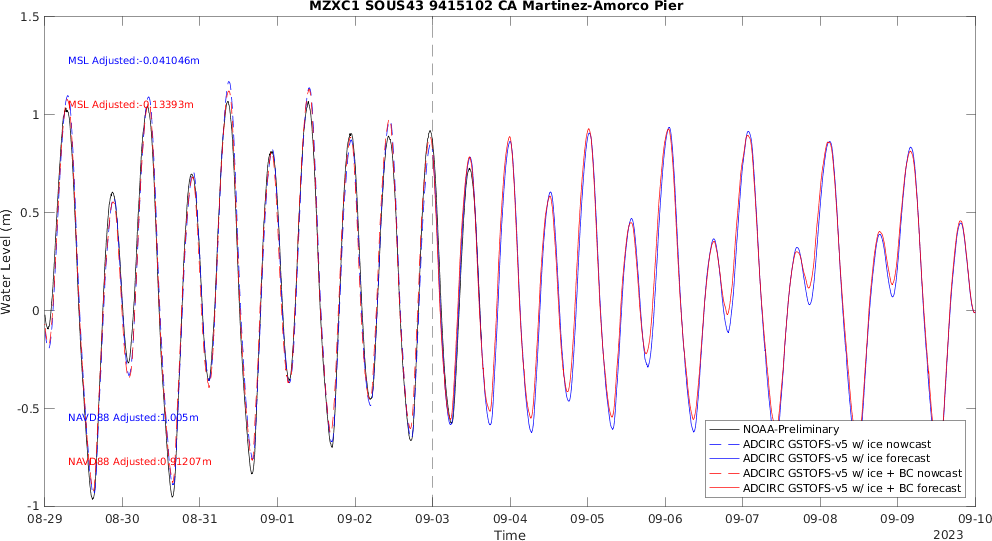 MZXC1 SOUS43 9415102 CA Martinez-Amorco Pier
1.5
1
0.5
0
-0.5
-1
Water Level (m)
MSL Adjusted:-0.041046m
MSL Adjusted:-0.13393m
NAVD88 Adjusted:1.005m
NAVD88 Adjusted:0.91207m
NOAA-Preliminary
ADCIRC GSTOFS-v5 w/ ice nowcast
ADCIRC GSTOFS-v5 w/ ice forecast
ADCIRC GSTOFS-v5 w/ ice + BC nowcast
ADCIRC GSTOFS-v5 w/ ice + BC forecast
08-29 08-30 08-31 09-01 09-02 09-03 09-04 09-05 09-06 09-07 09-08 09-09 09-10
Time
2023